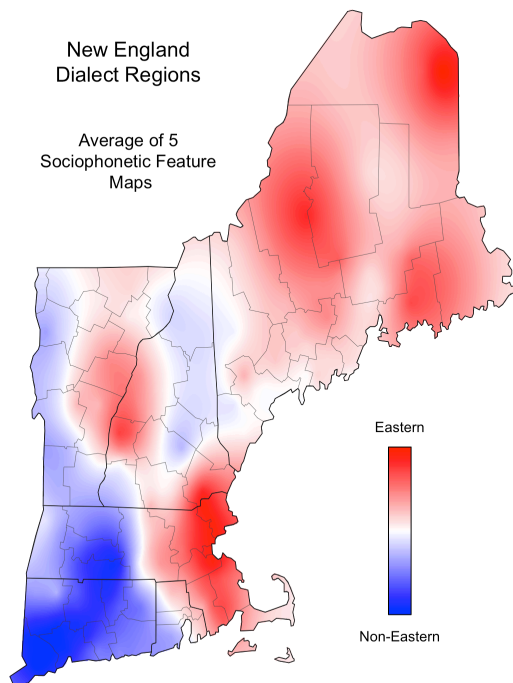 New England
Dialect Regions
Average of 5
Sociophonetic Feature
Maps
Eastern
Non-Eastern